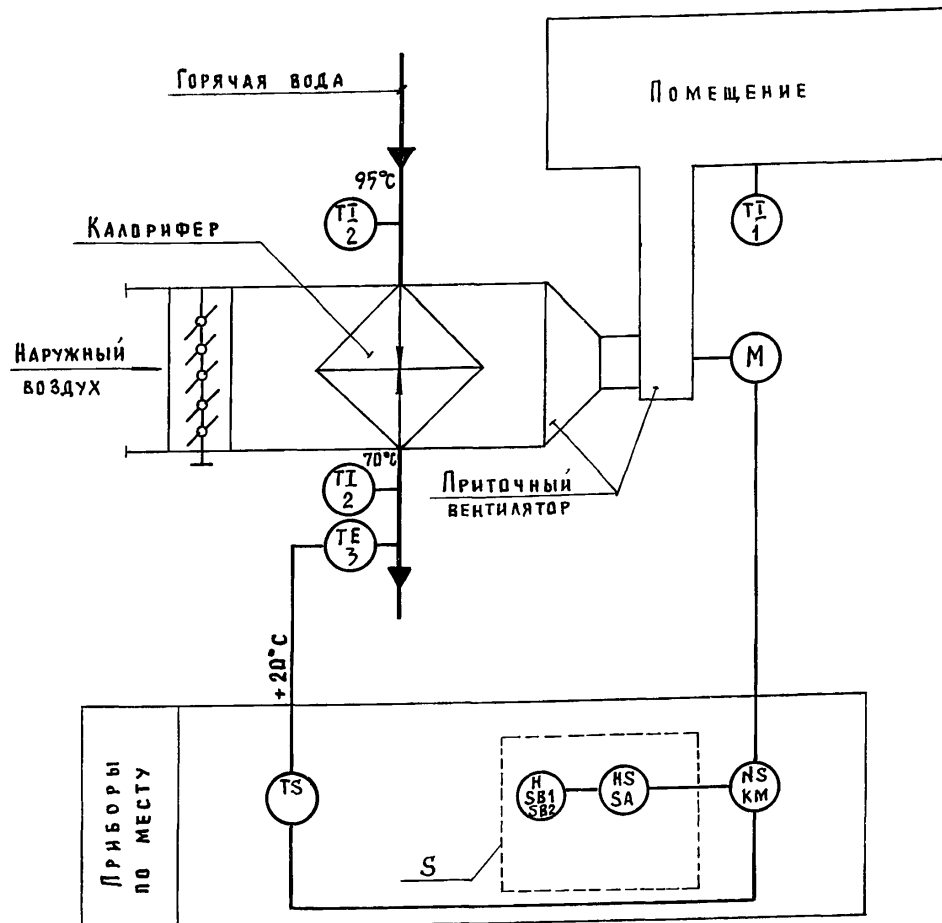 Горячая вода
Помещение
95°С
TI
2
TI
1
Калорифер
Наружный
воздух
M
70°С
TI
2
Приточный
вентилятор
TE
3
+20°С
Приборы
по месту
TS
H
SB1
SB2
HS
SA
NS
KM
S